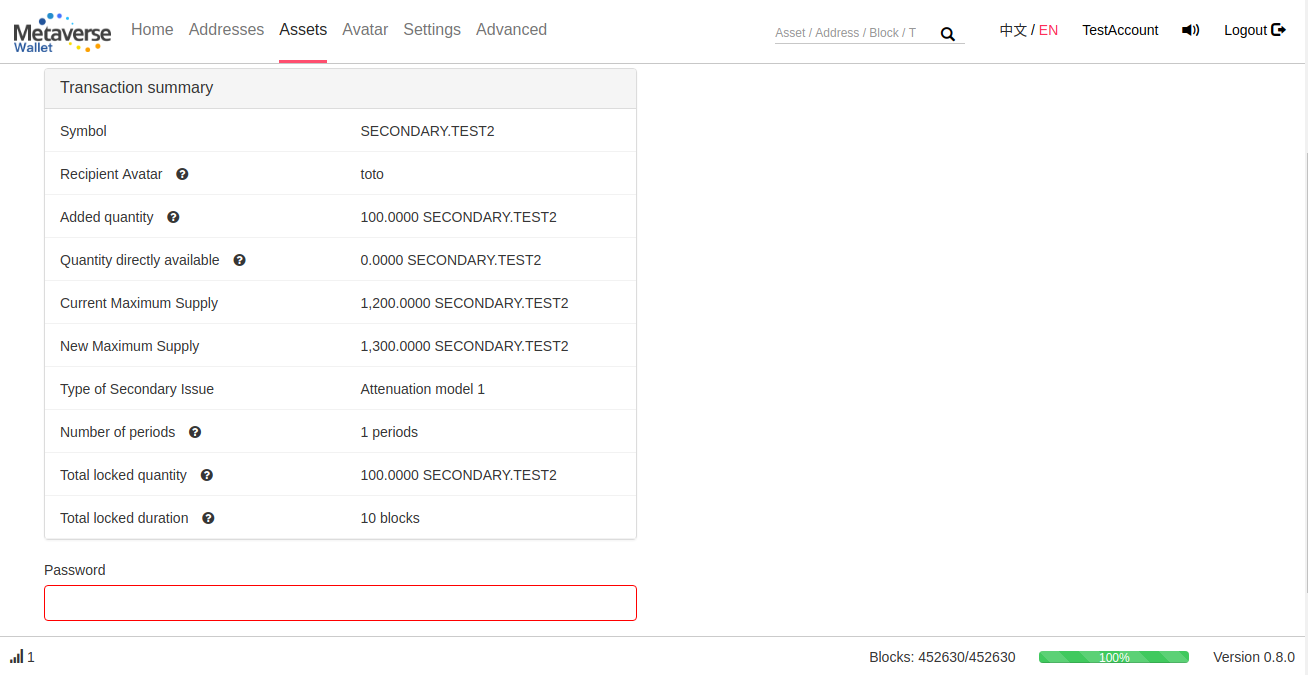 Metaverse Wallet
Home Addresses Assets Avatar Settings Advanced
Asset / Address / Block / T
中文 / EN TestAccount Logout
Transaction summary
Symbol SECONDARY.TEST2
Recipient Avatar toto
Added quantity 100.0000 SECONDARY.TEST2
Quantity directly available 0.0000 SECONDARY.TEST2
Current Maximum Supply 1,200.0000 SECONDARY.TEST2
New Maximum Supply 1,300.0000 SECONDARY.TEST2
Type of Secondary Issue Attenuation model 1
Number of periods 1 periods
Total locked quantity 100.0000 SECONDARY.TEST2
Total locked duration 10 blocks
Password
1 Blocks: 452630/452630 100% Version 0.8.0